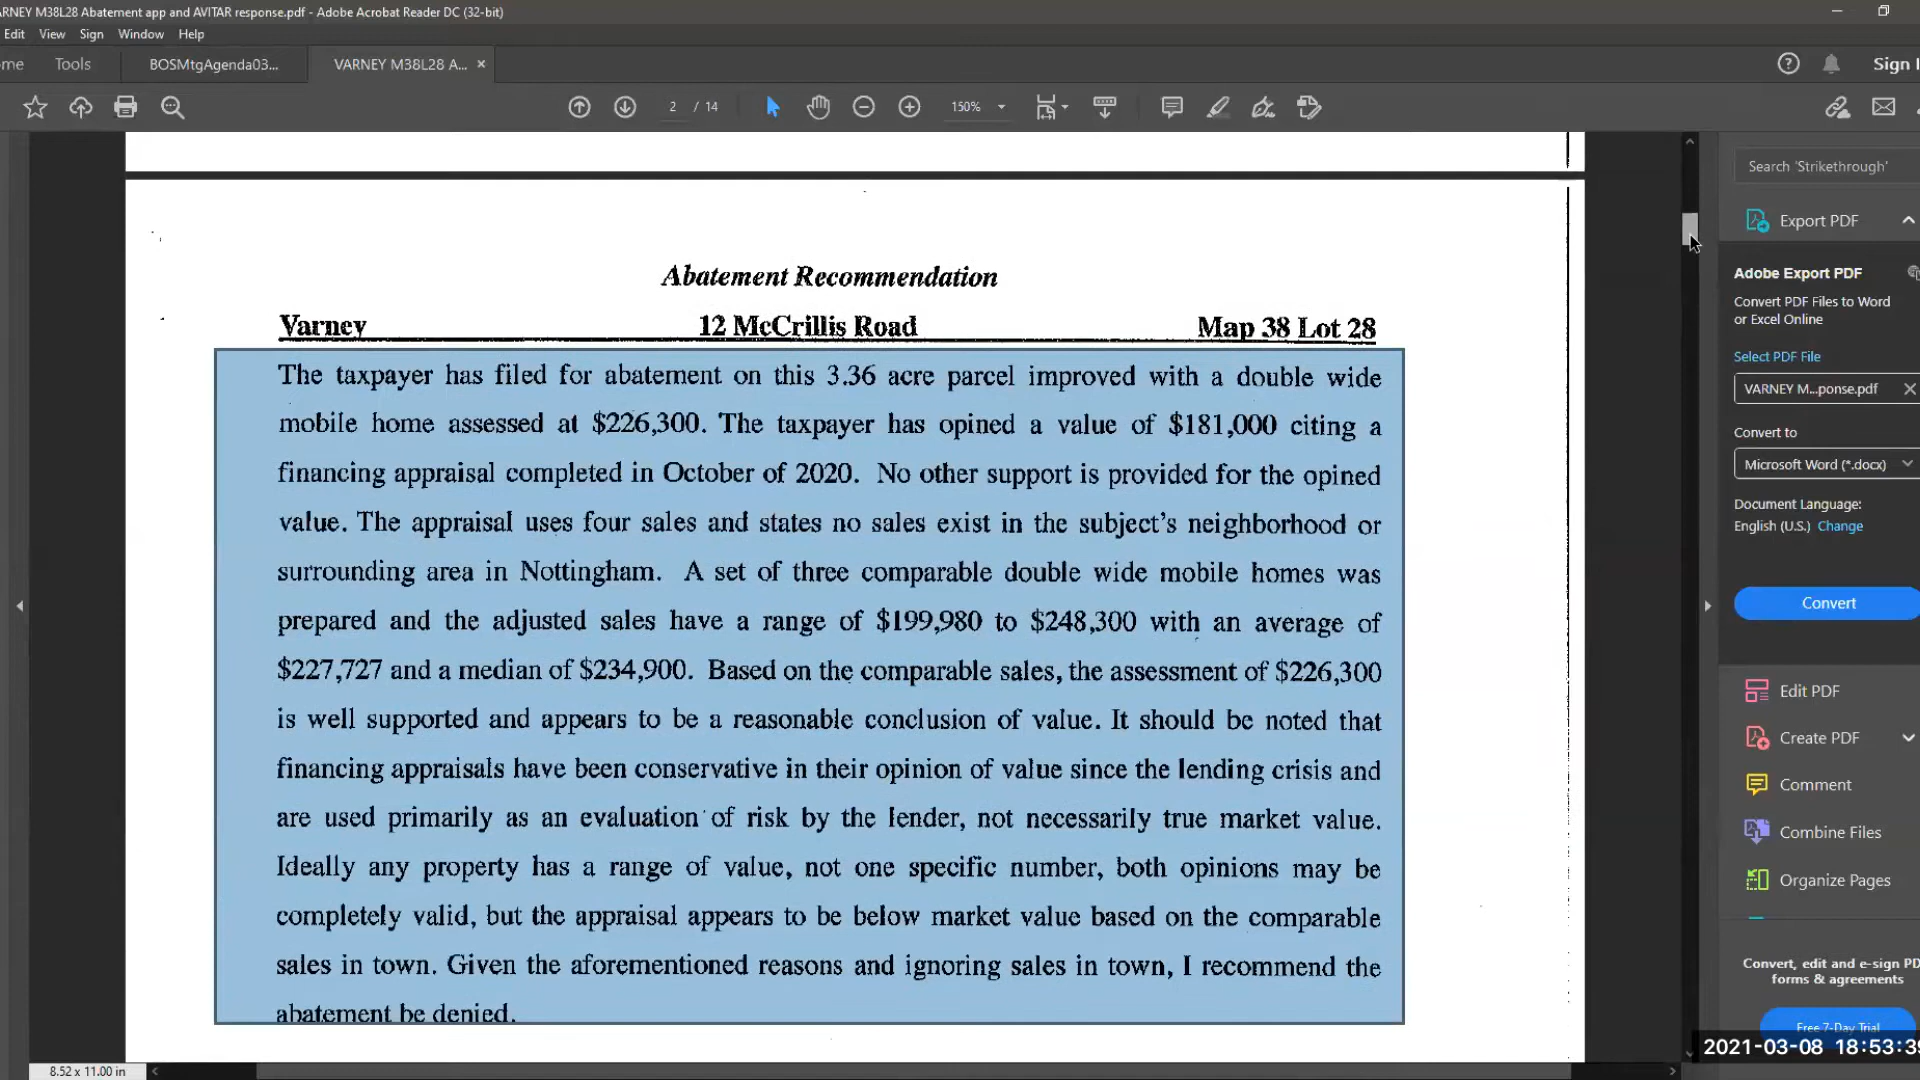 ARNEY M38L28 Abatement app and AVITAR response.pdf - Adobe Acrobat Reader DC (32-bit)
Edit View Sign Window Help
me Tools BOSMtgAgenda03... VARNEY M38L28 A... × Sign I
2 / 14 150%
Search 'Strikethrough'
Export PDF
Adobe Export PDF
Convert PDF Files to Word
or Excel Online
Select PDF File
VARNEY M...ponse.pdf
Convert to
Microsoft Word (*.docx)
Document Language:
English (U.S.) Change
Convert
Edit PDF
Create PDF
Comment
Combine Files
Organize Pages
Convert, edit and e-sign PD
forms & agreements
Free 7-Day Trial
Abatement Recommendation
Varney 12 McCrillis Road Map 38 Lot 28
The taxpayer has filed for abatement on this 3.36 acre parcel improved with a double wide
mobile home assessed at $226,300. The taxpayer has opined a value of $181,000 citing a
financing appraisal completed in October of 2020. No other support is provided for the opined
value. The appraisal uses four sales and states no sales exist in the subject's neighborhood or
surrounding area in Nottingham. A set of three comparable double wide mobile homes was
prepared and the adjusted sales have a range of $199,980 to $248,300 with an average of
$227,727 and a median of $234,900. Based on the comparable sales, the assessment of $226,300
is well supported and appears to be a reasonable conclusion of value. It should be noted that
financing appraisals have been conservative in their opinion of value since the lending crisis and
are used primarily as an evaluation of risk by the lender, not necessarily true market value.
Ideally any property has a range of value, not one specific number, both opinions may be
completely valid, but the appraisal appears to be below market value based on the comparable
sales in town. Given the aforementioned reasons and ignoring sales in town, I recommend the
abatement be denied.
8.52 x 11.00 in
2021-03-08 18:53:39